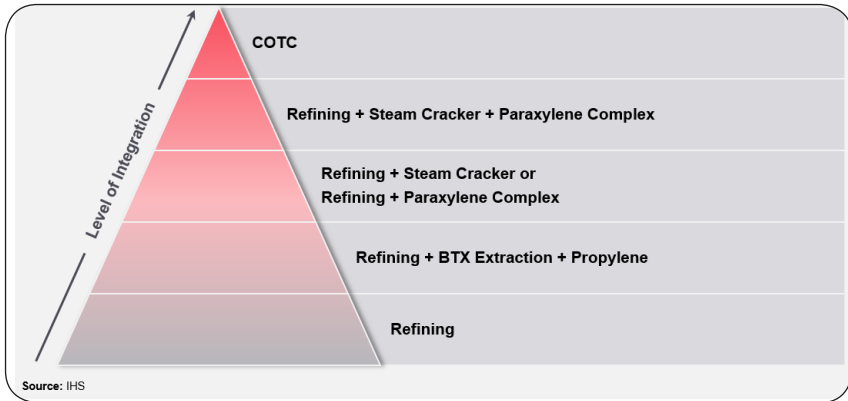 COTC
Refining + Steam Cracker + Paraxylene Complex
Refining + Steam Cracker or
Refining + Paraxylene Complex
Refining + BTX Extraction + Propylene
Refining
Level of Integration
Source: IHS